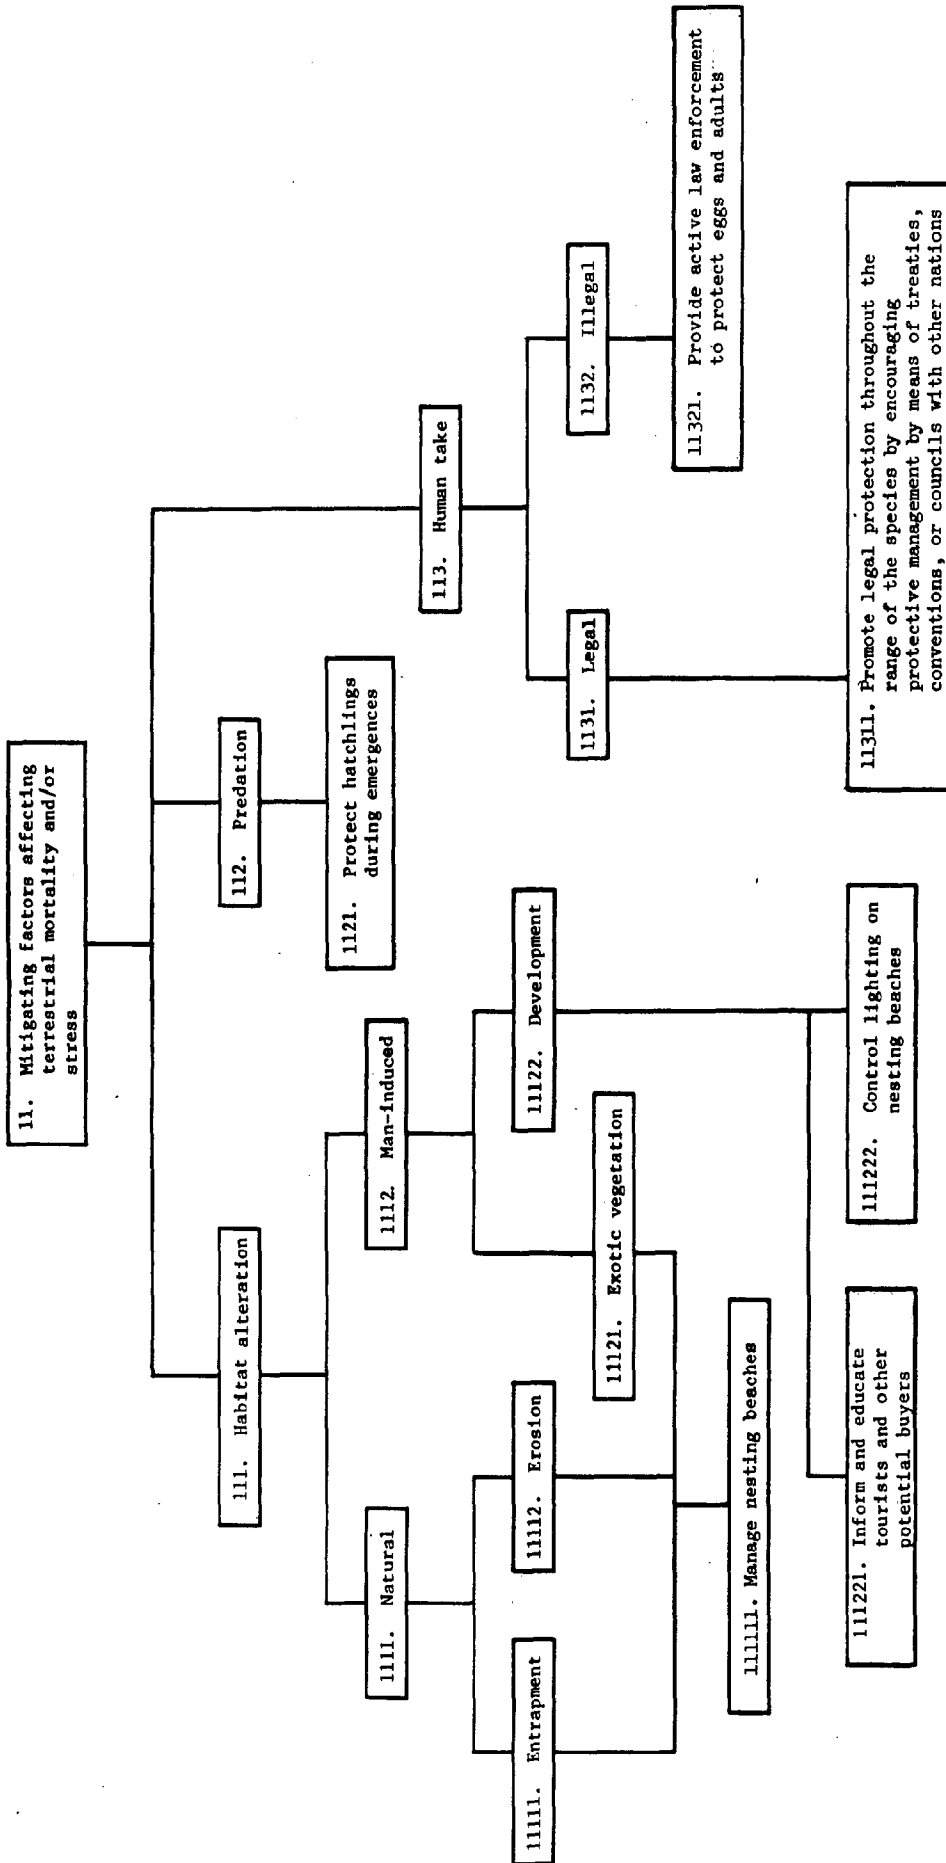 11. Mitigating factors affecting
terrestrial mortality and/or
stress
111. Habitat alteration
112. Predation
1121. Protect hatchlings
during emergences
1111. Natural
1112. Man-induced
113. Human take
11111. Entrapment
11112. Erosion
11122. Development
1131. Legal
1132. Illegal
11121. Exotic vegetation
111111. Manage nesting beaches
11321. Provide active law enforcement
to protect eggs and adults
111221. Inform and educate
tourists and other
potential buyers
111222. Control lighting on
nesting beaches
11311. Promote legal protection throughout the
range of the species by encouraging
protective management by means of treaties,
conventions, or councils with other nations